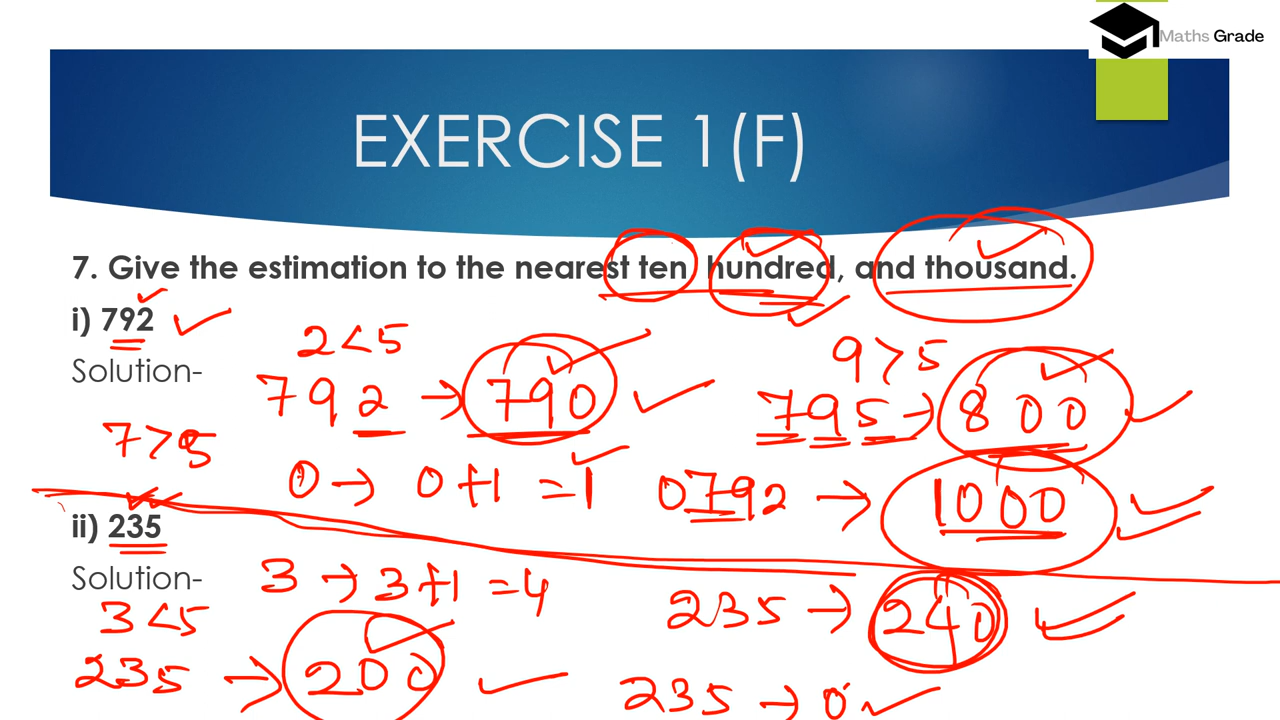 Maths Grade
EXERCISE 1(F)
7. Give the estimation to the nearest ten, hundred, and thousand.
i) 792
2<5
9>5
Solution-
792 → 790
795 → 800
7>5
0 → 0+1 =1
0792 → 1000
ii) 235
Solution-
3 → 3+1 =4
235 → 240
3<5
235 → 200
235 → 0